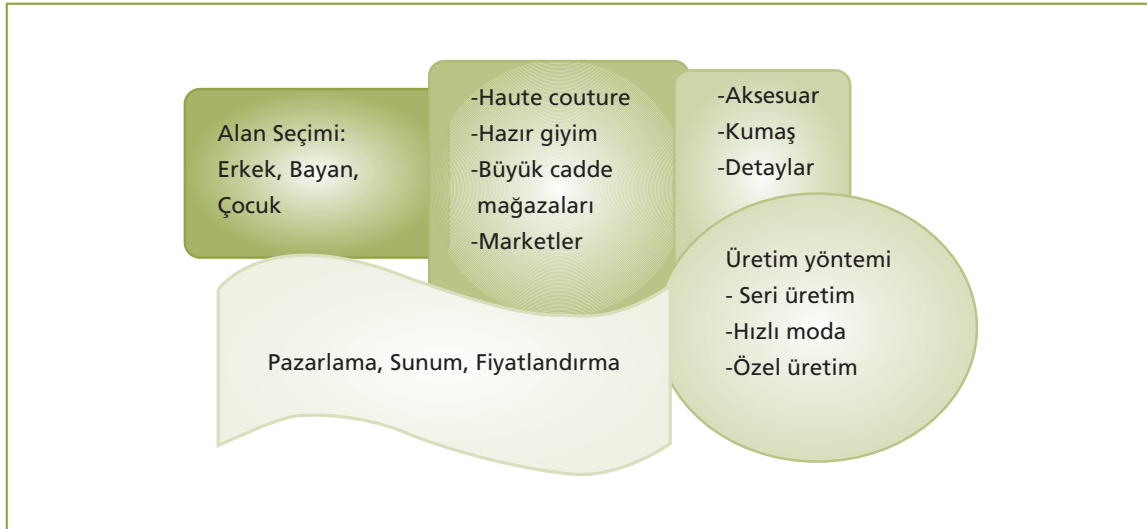 Alan Seçimi:
Erkek, Bayan,
Çocuk
-Haute couture
-Hazır giyim
-Büyük cadde
mağazaları
-Marketler
-Aksesuar
-Kumaş
-Detaylar
Üretim yöntemi
- Seri üretim
-Hızlı moda
-Özel üretim
Pazarlama, Sunum, Fiyatlandırma